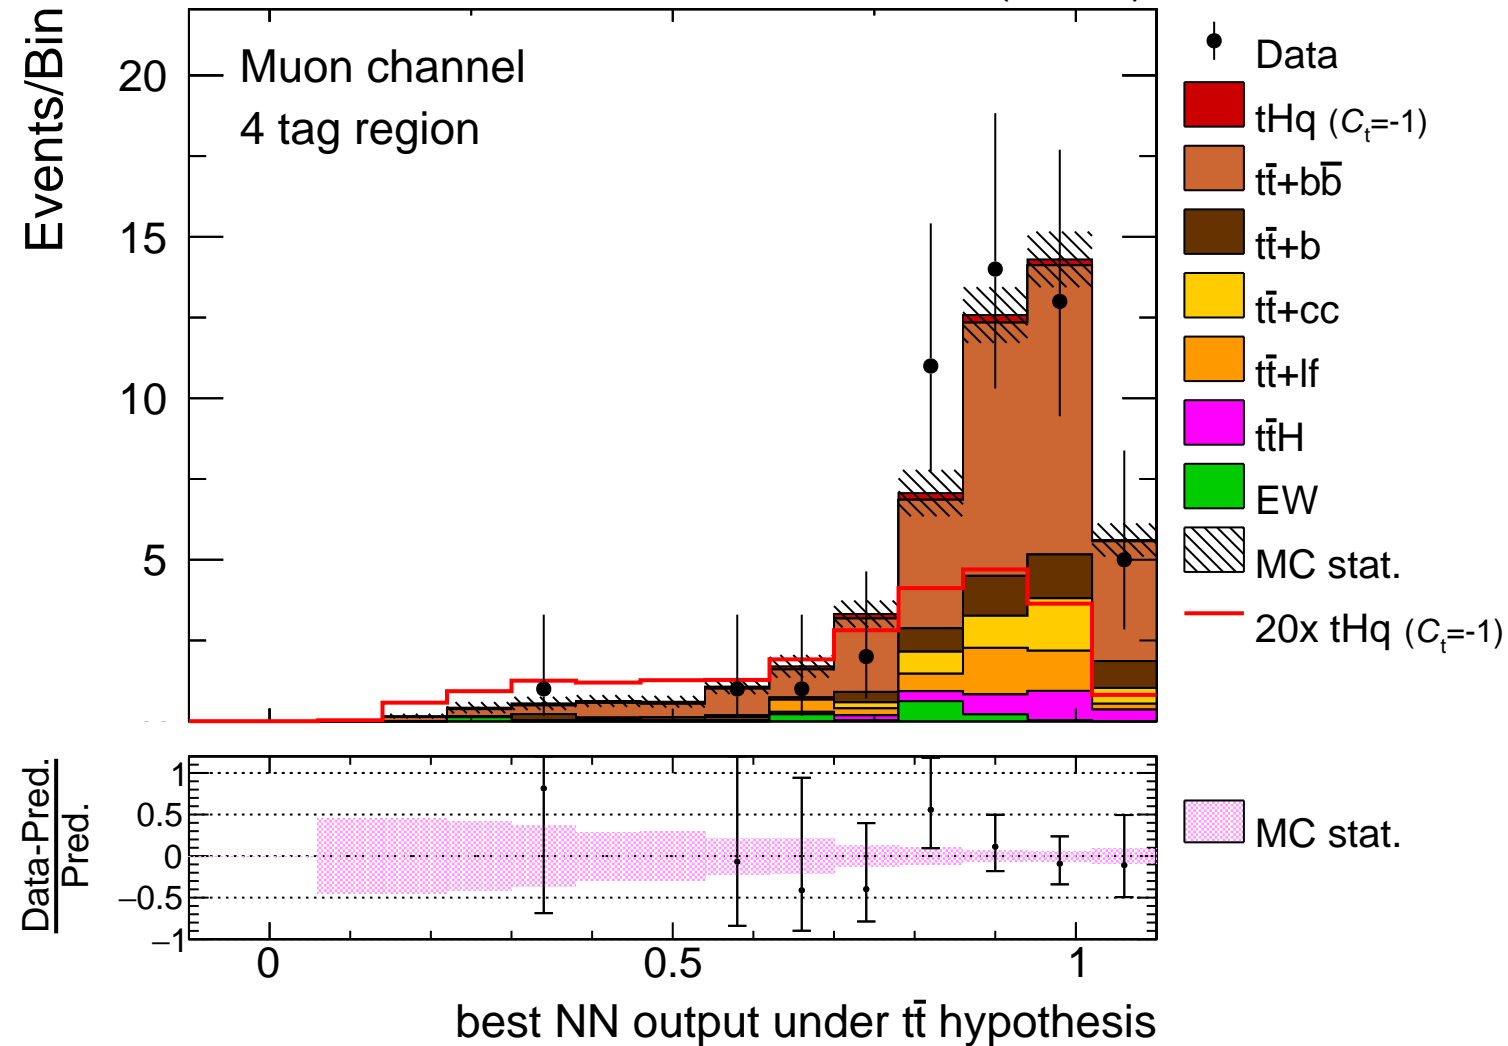 Events/Bin
20
15
10
5
Muon channel
4 tag region
Data
tHq (Ct=-1)
tt̄+bb̄
tt̄+b
tt̄+cc
tt̄+lf
tt̄H
EW
MC stat.
20x tHq (Ct=-1)
Data-Pred.
Pred.
1
0.5
0
−0.5
−1
MC stat.
0
0.5
1
best NN output under tt̄ hypothesis